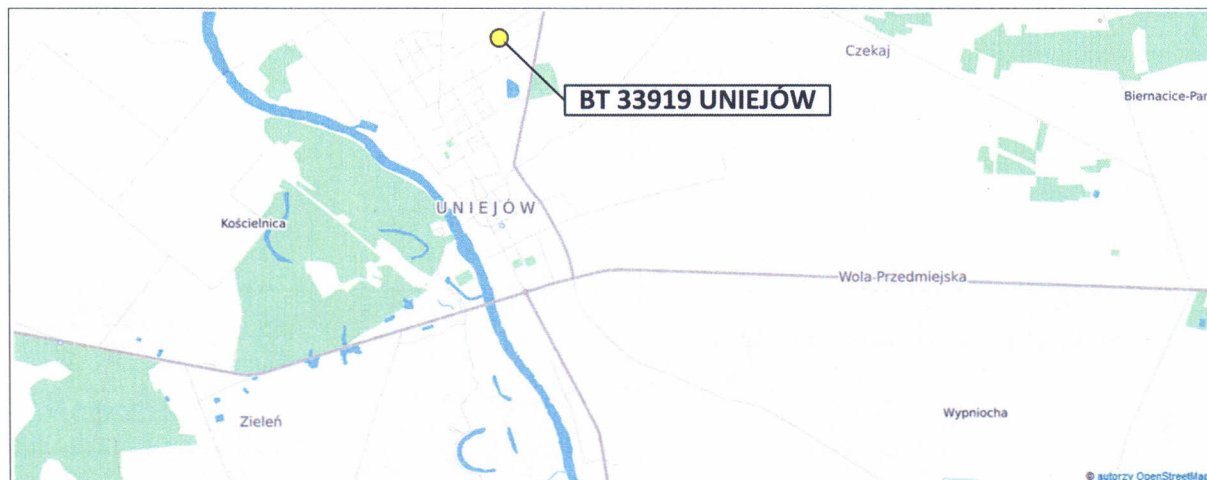 Czekaj
Biernacice-Par
BT 33919 UNIEJÓW
UNIEJÓW
Kościelnica
Wola-Przedmiejska
Zieleń
Wypniocha
© autorzy OpenStreetMap